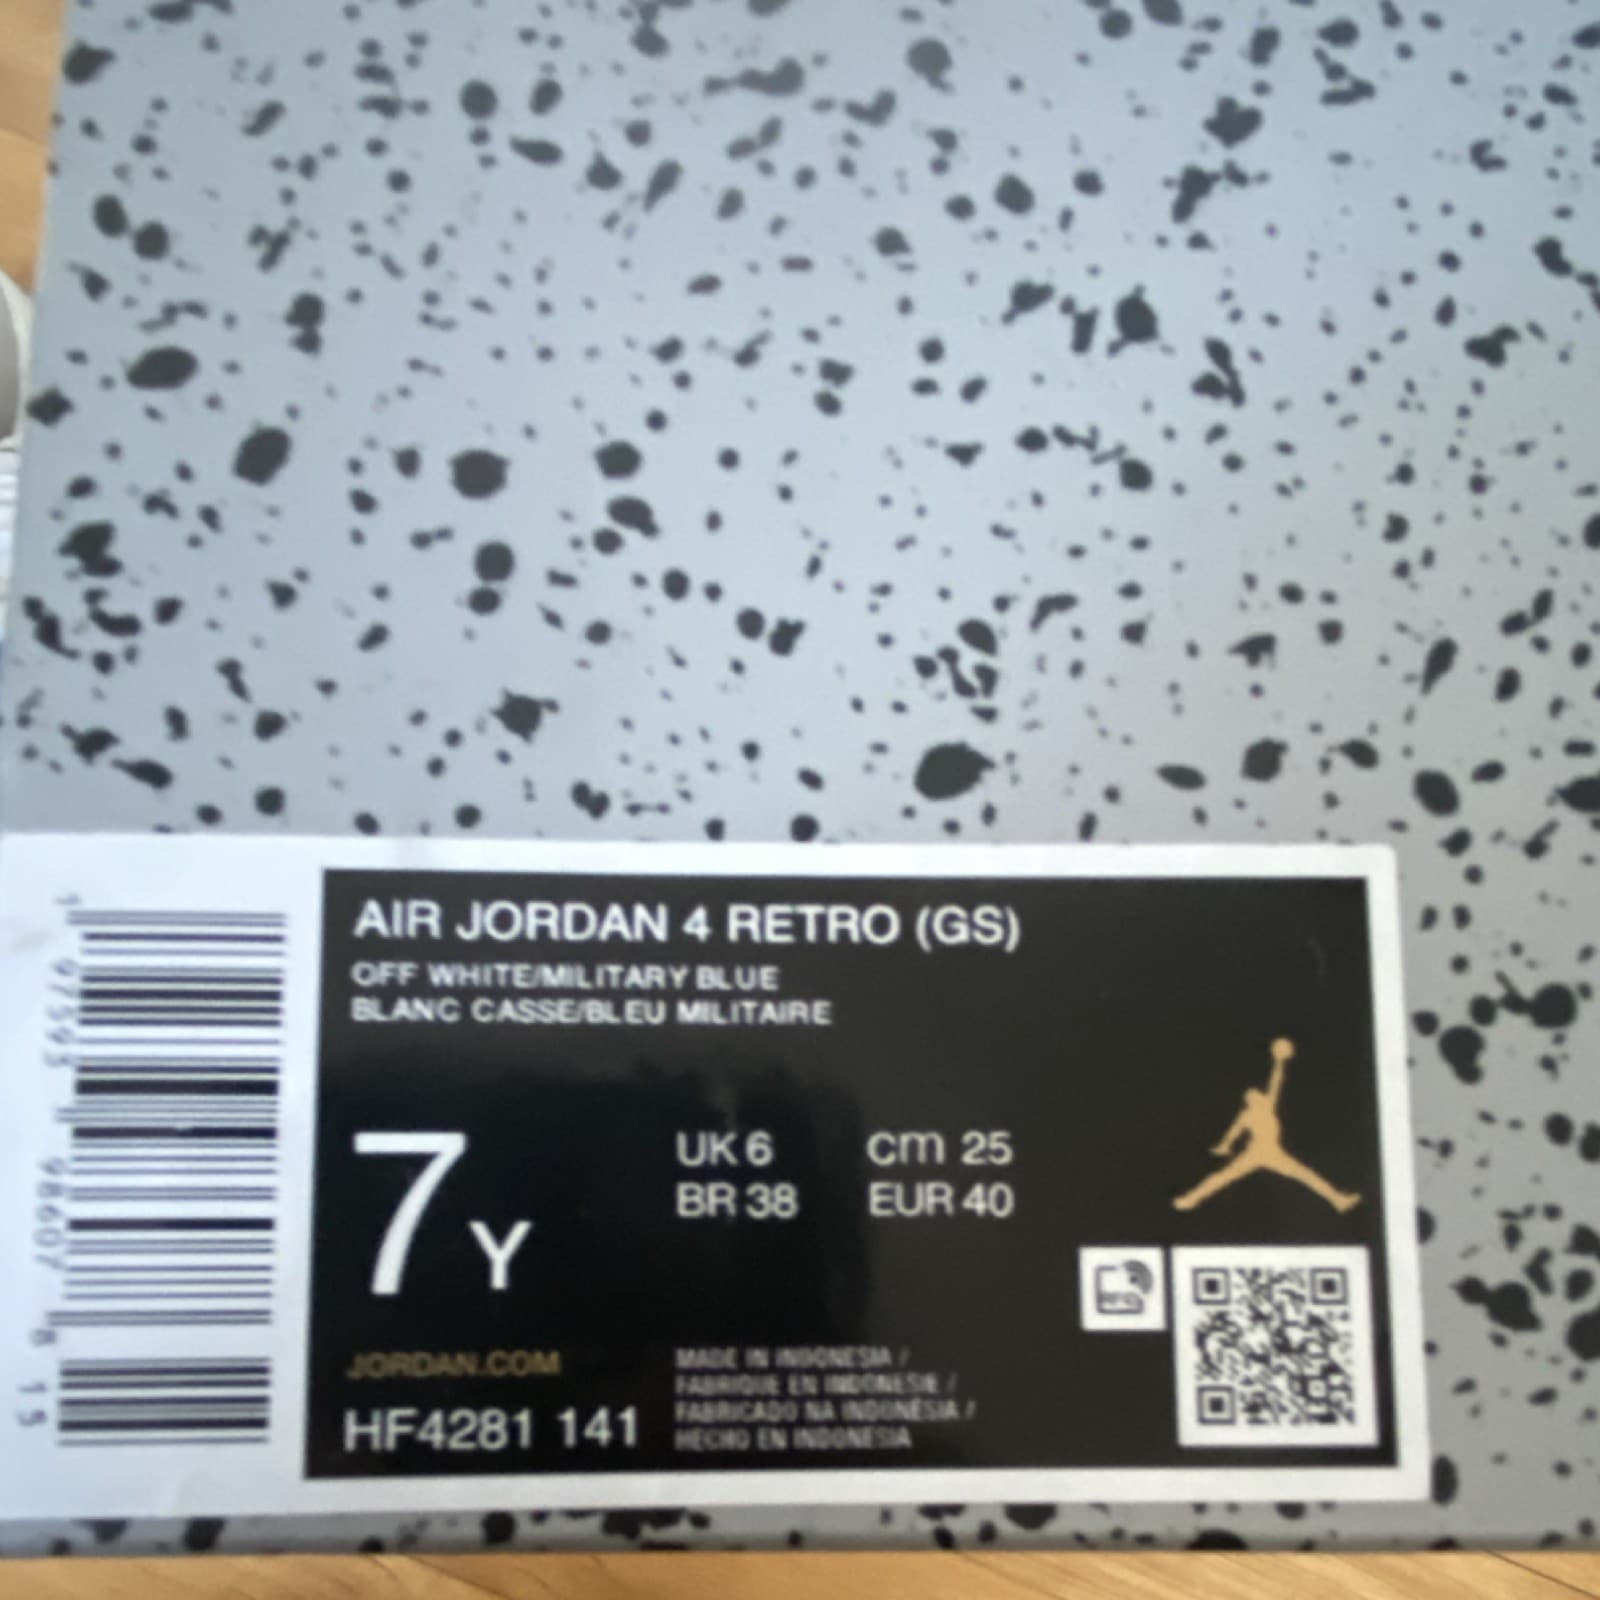 AIR JORDAN 4 RETRO (GS)
OFF WHITE/MILITARY BLUE
BLANC CASSE/BLEU MILITAIRE
7Y
UK 6 cm 25
BR 38 EUR 40
JORDAN.COM
HF4281 141
MADE IN INDONESIA /
FABRIQUE EN INDONESIE /
FABRICADO NA INDONÉSIA /
HECHO EN INDONESIA